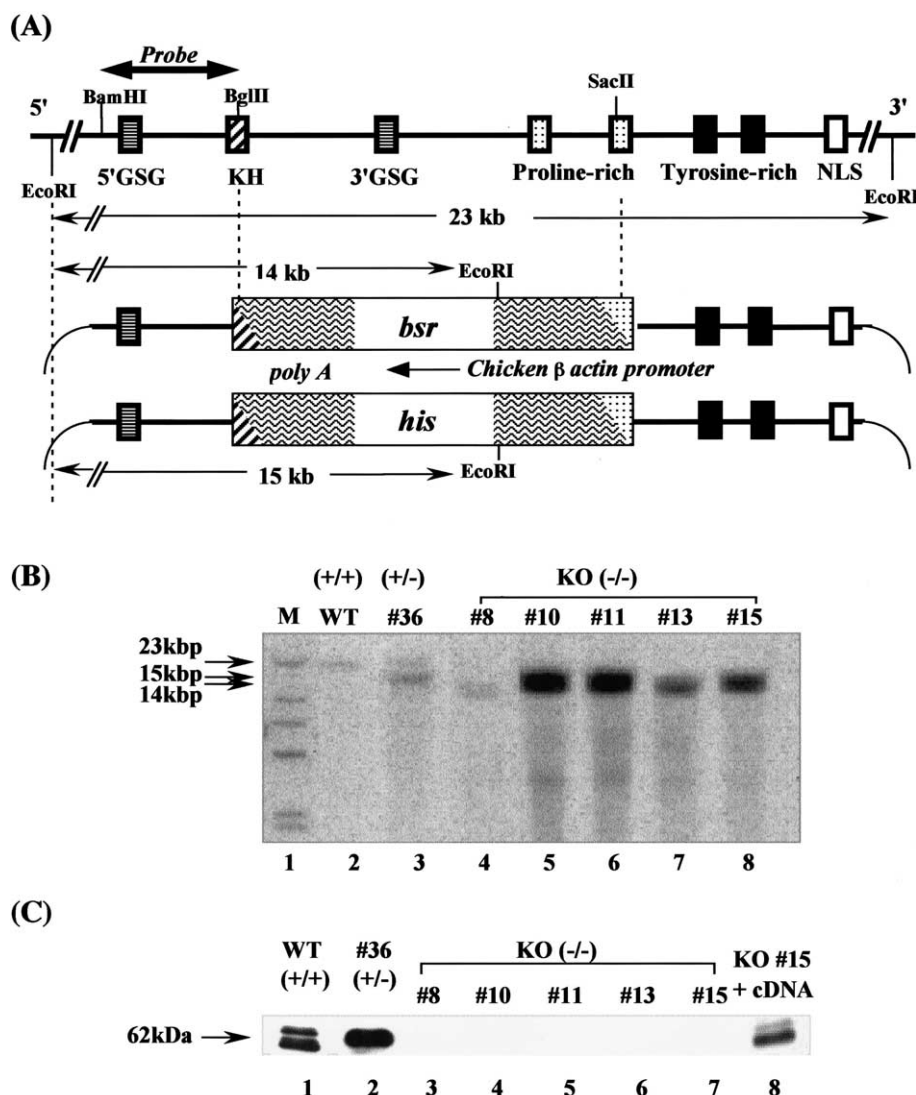 (A)
Probe
5' BamHI BglII SacII 3'
5'GSG KH 3'GSG Proline-rich Tyrosine-rich NLS
EcoRI EcoRI
23 kb
14 kb EcoRI
bsr
poly A Chicken β actin promoter
his
15 kb EcoRI
(B)
(+/+) (+/-) KO (-/-)
M WT #36 #8 #10 #11 #13 #15
23kbp
15kbp
14kbp
1 2 3 4 5 6 7 8
(C)
WT #36 KO (-/-) KO #15
(+/+) (+/-) #8 #10 #11 #13 #15 + cDNA
62kDa
1 2 3 4 5 6 7 8